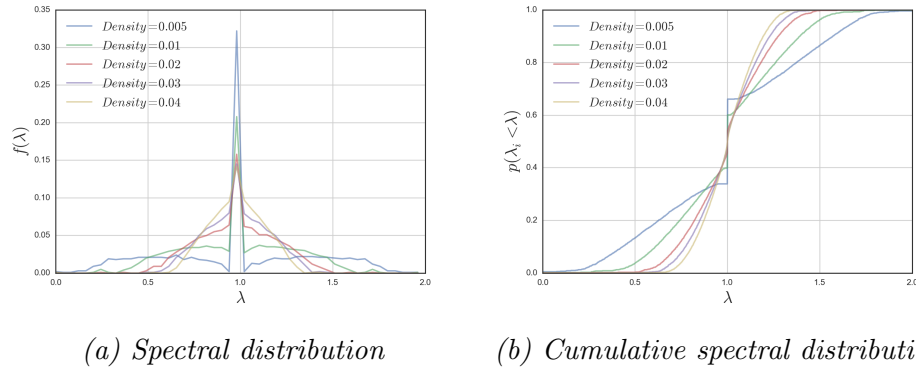 0.35
0.30
0.25
0.20
0.15
0.10
0.05
0.00
f(λ)
Density=0.005
Density=0.01
Density=0.02
Density=0.03
Density=0.04
0.0 0.5 1.0 1.5 2.0
λ
(a) Spectral distribution
1.0
0.8
0.6
0.4
0.2
0.0
p(λᵢ < λ)
Density=0.005
Density=0.01
Density=0.02
Density=0.03
Density=0.04
0.0 0.5 1.0 1.5 2.0
λ
(b) Cumulative spectral distributi